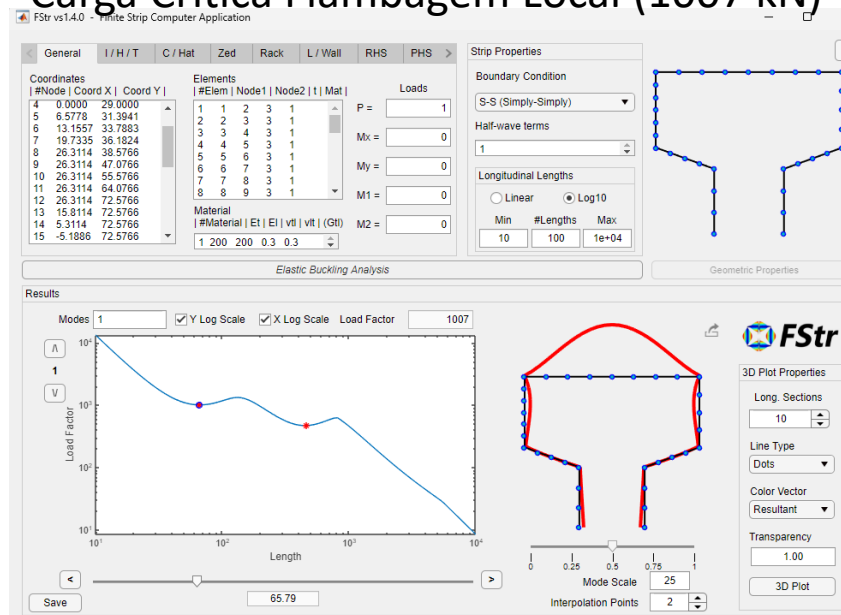 Carga Crítica Flambagem Local (1007 kN)
FStr vs1.4.0 - Finite Strip Computer Application
< General I / H / T C / Hat Zed Rack L / Wall RHS PHS >
Coordinates
| #Node | Coord X | Coord Y |
4 0.0000 29.0000
5 6.5778 31.3941
6 13.1557 33.7883
7 19.7335 36.1824
8 26.3114 38.5766
9 26.3114 47.0766
10 26.3114 55.5766
11 26.3114 64.0766
12 26.3114 72.5766
13 15.8114 72.5766
14 5.3114 72.5766
15 -5.1886 72.5766
Elements
| #Elem | Node1 | Node2 | t | Mat |
1 1 2 3 1
2 2 3 3 1
3 3 4 3 1
4 4 5 3 1
5 5 6 3 1
6 6 7 3 1
7 7 8 3 1
8 8 9 3 1
Material
| #Material | Et | El | vtl | vlt | (Gtl)
1 200 200 0.3 0.3
Loads
P = 1
Mx = 0
My = 0
M1 = 0
M2 = 0
Strip Properties
Boundary Condition
S-S (Simply-Simply)
Half-wave terms
1
Longitudinal Lengths
Linear Log10
Min #Lengths Max
10 100 1e+04
Elastic Buckling Analysis
Geometric Properties
Results
Modes 1 Y Log Scale X Log Scale Load Factor 1007
Λ
1
V
Load Factor
10⁴
10³
10²
10¹
10¹ 10² 10³ 10⁴
Length
< >
Save
65.79
0 0.25 0.5 0.75 1
Mode Scale 25
Interpolation Points 2
FStr
3D Plot Properties
Long. Sections
10
Line Type
Dots
Color Vector
Resultant
Transparency
1.00
3D Plot